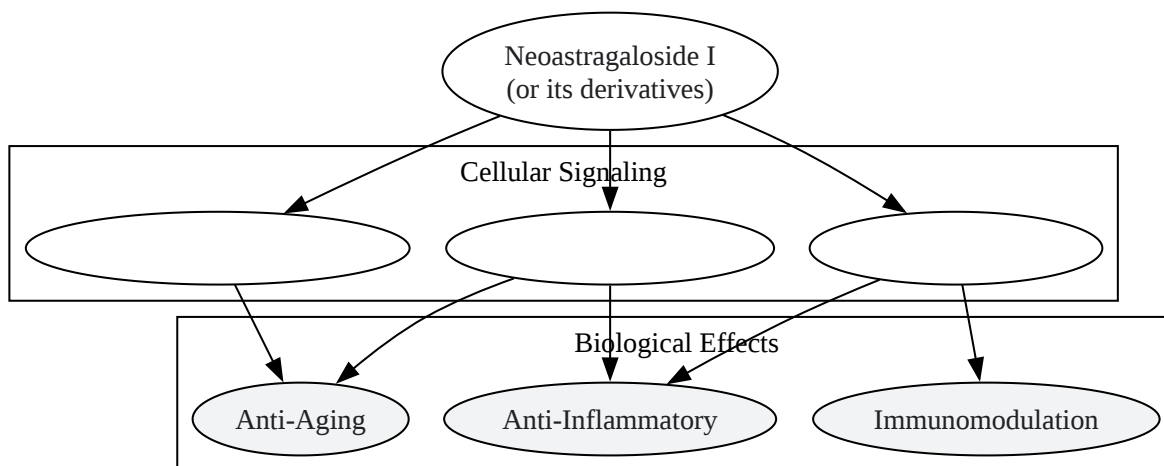 Neoastragaloside I
(or its derivatives)
Cellular Signaling
Biological Effects
Anti-Aging
Anti-Inflammatory
Immunomodulation